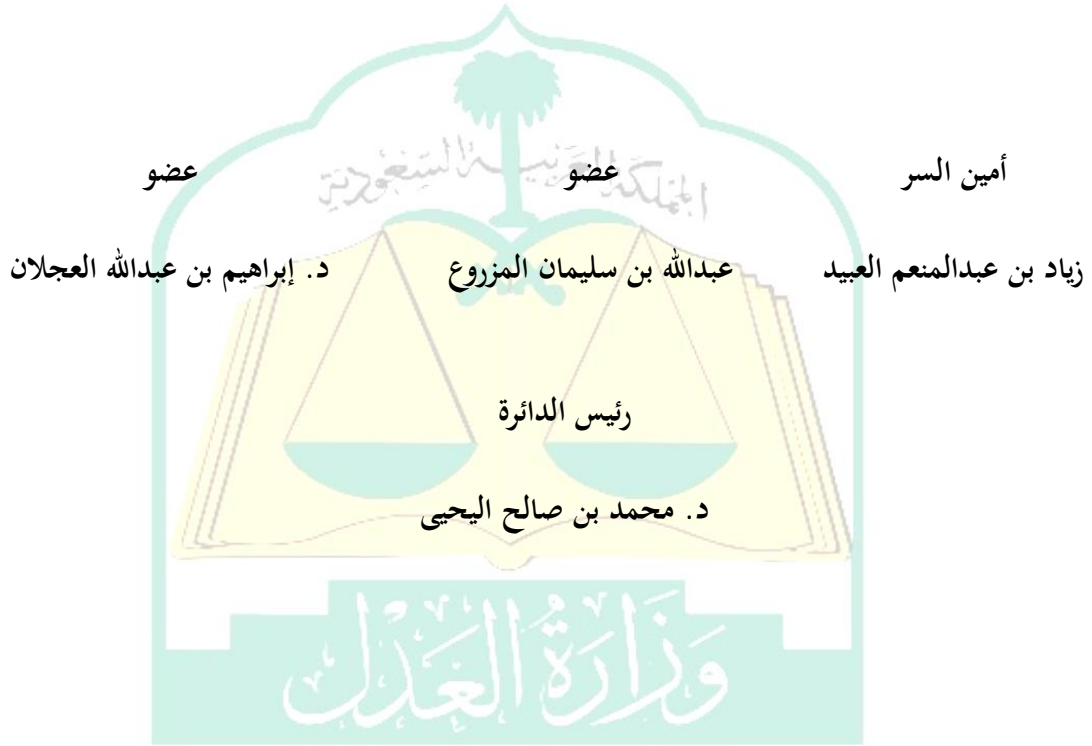 المملكة العربية السعودية
أمين السر عضو عضو
زياد بن عبدالمنعم العبيد عبدالله بن سليمان المزروع د. إبراهيم بن عبدالله العجلان
رئيس الدائرة
د. محمد بن صالح اليحيى
وزارة العدل